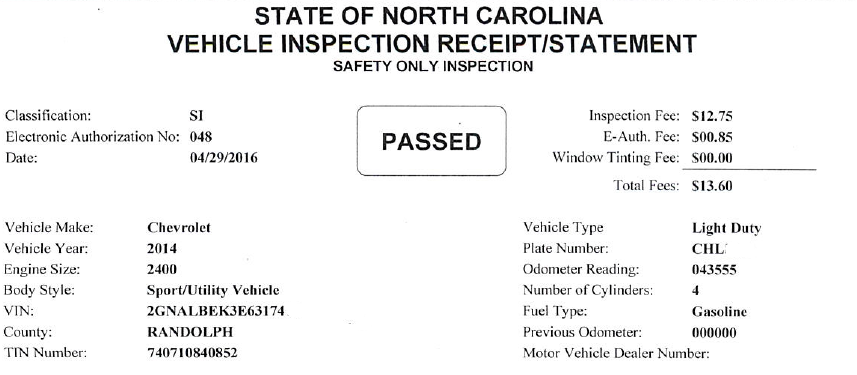 STATE OF NORTH CAROLINA
VEHICLE INSPECTION RECEIPT/STATEMENT
SAFETY ONLY INSPECTION
Classification: SI
Electronic Authorization No: 048
Date: 04/29/2016
PASSED
Inspection Fee: $12.75
E-Auth. Fee: $00.85
Window Tinting Fee: $00.00
Total Fees: $13.60
Vehicle Make: Chevrolet
Vehicle Year: 2014
Engine Size: 2400
Body Style: Sport/Utility Vehicle
VIN: 2GNALBEK3E63174
County: RANDOLPH
TIN Number: 740710840852
Vehicle Type Light Duty
Plate Number: CHL
Odometer Reading: 043555
Number of Cylinders: 4
Fuel Type: Gasoline
Previous Odometer: 000000
Motor Vehicle Dealer Number: